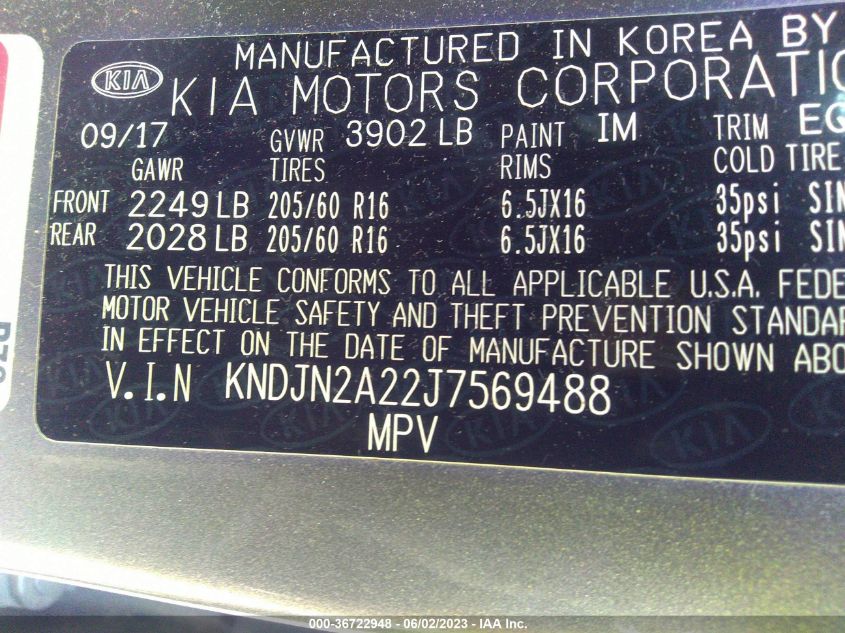 MANUFACTURED IN KOREA BY
KIA KIA MOTORS CORPORATIO
09/17 GVWR 3902 LB PAINT IM TRIM EQ
GAWR TIRES RIMS COLD TIRE
FRONT 2249 LB 205/60 R16 6.5JX16 35psi SIN
REAR 2028 LB 205/60 R16 6.5JX16 35psi SIN
THIS VEHICLE CONFORMS TO ALL APPLICABLE U.S.A. FEDE
MOTOR VEHICLE SAFETY AND THEFT PREVENTION STANDAR
IN EFFECT ON THE DATE OF MANUFACTURE SHOWN ABO
V.I.N KNDJN2A22J7569488
MPV
000-36722948 - 06/02/2023 - IAA Inc.